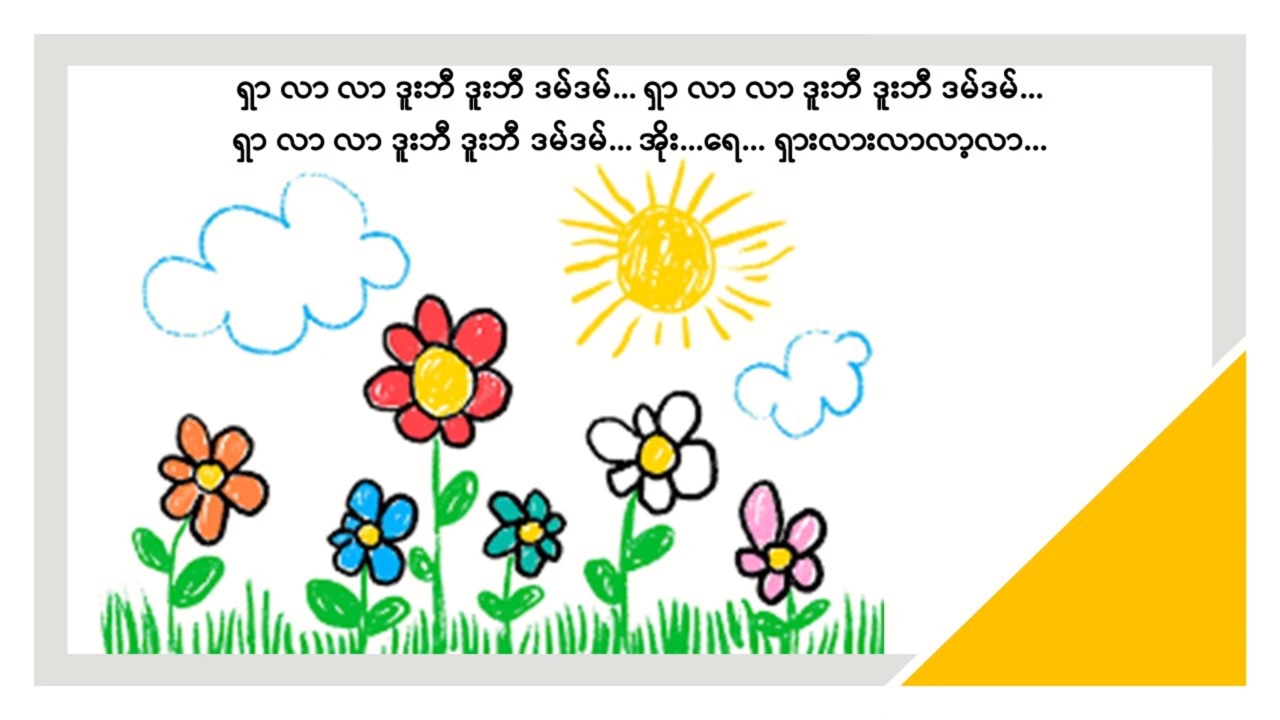 ရှာ လာ လာ ဒူးဘီ ဒူးဘီ ဒမ်ဒမ်... ရှာ လာ လာ ဒူးဘီ ဒူးဘီ ဒမ်ဒမ်...
ရှာ လာ လာ ဒူးဘီ ဒူးဘီ ဒမ်ဒမ်... အိုး...ရေ... ရှားလားလာလာ့လာ...